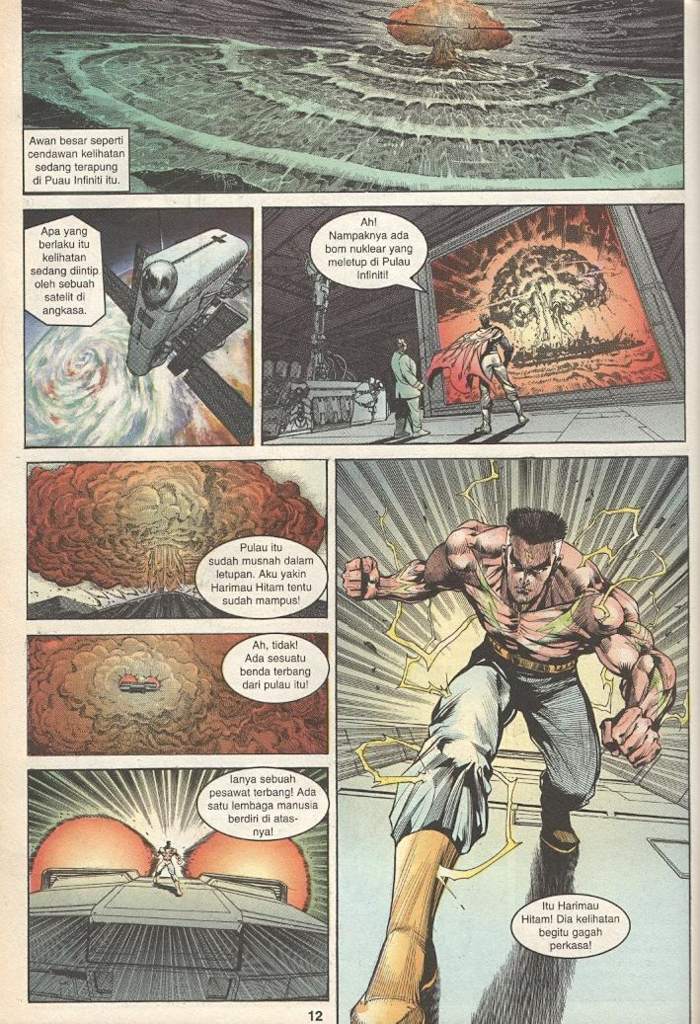 Awan besar seperti
cendawan kelihatan
sedang terapung
di Puau Infiniti itu.
Apa yang
berlaku itu
kelihatan
sedang diintip
oleh sebuah
satelit di
angkasa.
Ah!
Nampaknya ada
bom nuklear yang
meletup di Pulau
Infiniti!
Pulau itu
sudah musnah dalam
letupan. Aku yakin
Harimau Hitam tentu
sudah mampus!
Ah, tidak!
Ada sesuatu
benda terbang
dari pulau itu!
Ianya sebuah
pesawat terbang! Ada
satu lembaga manusia
berdiri di atas-
nya!
Itu Harimau
Hitam! Dia kelihatan
begitu gagah
perkasa!
12